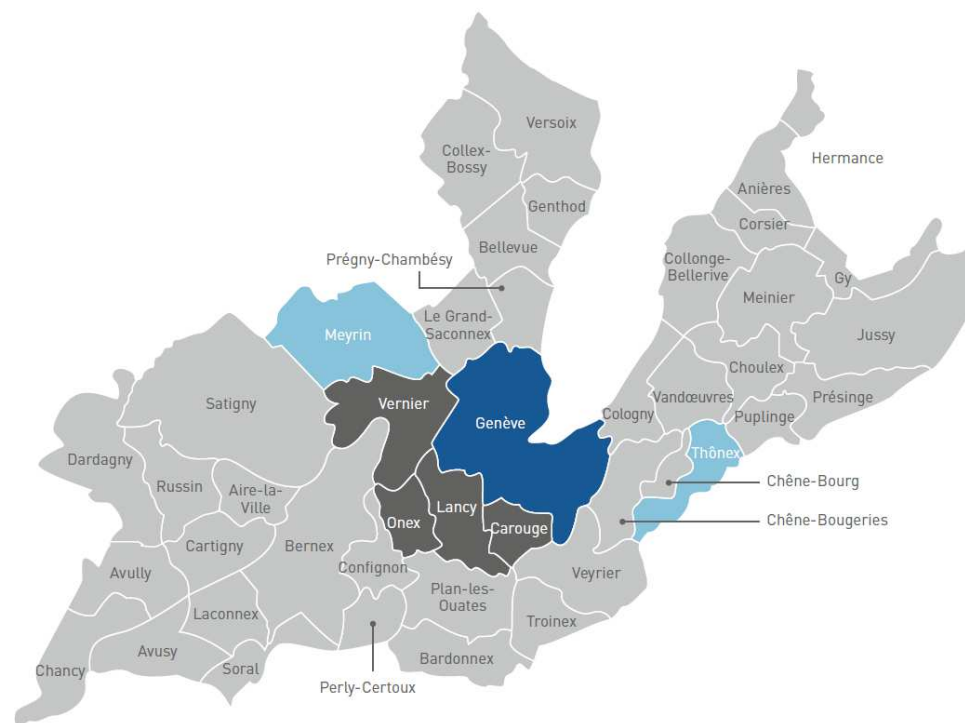 Versoix
Hermance
Collex-
Bossy
Anières
Genthod
Corsier
Bellevue
Prégny-Chambésy
Collonge-
Bellerive
Gy
Meinier
Le Grand-
Saconnex
Meyrin
Jussy
Choulex
Vandœuvres
Présinge
Satigny
Vernier
Cologny
Puplinge
Genève
Thônex
Dardagny
Russin
Aire-la-
Ville
Chêne-Bourg
Lancy
Onex
Carouge
Chêne-Bougeries
Cartigny
Bernex
Confignon
Veyrier
Avully
Plan-les-
Ouates
Laconnex
Troinex
Avusy
Bardonnex
Chancy
Soral
Perly-Certoux